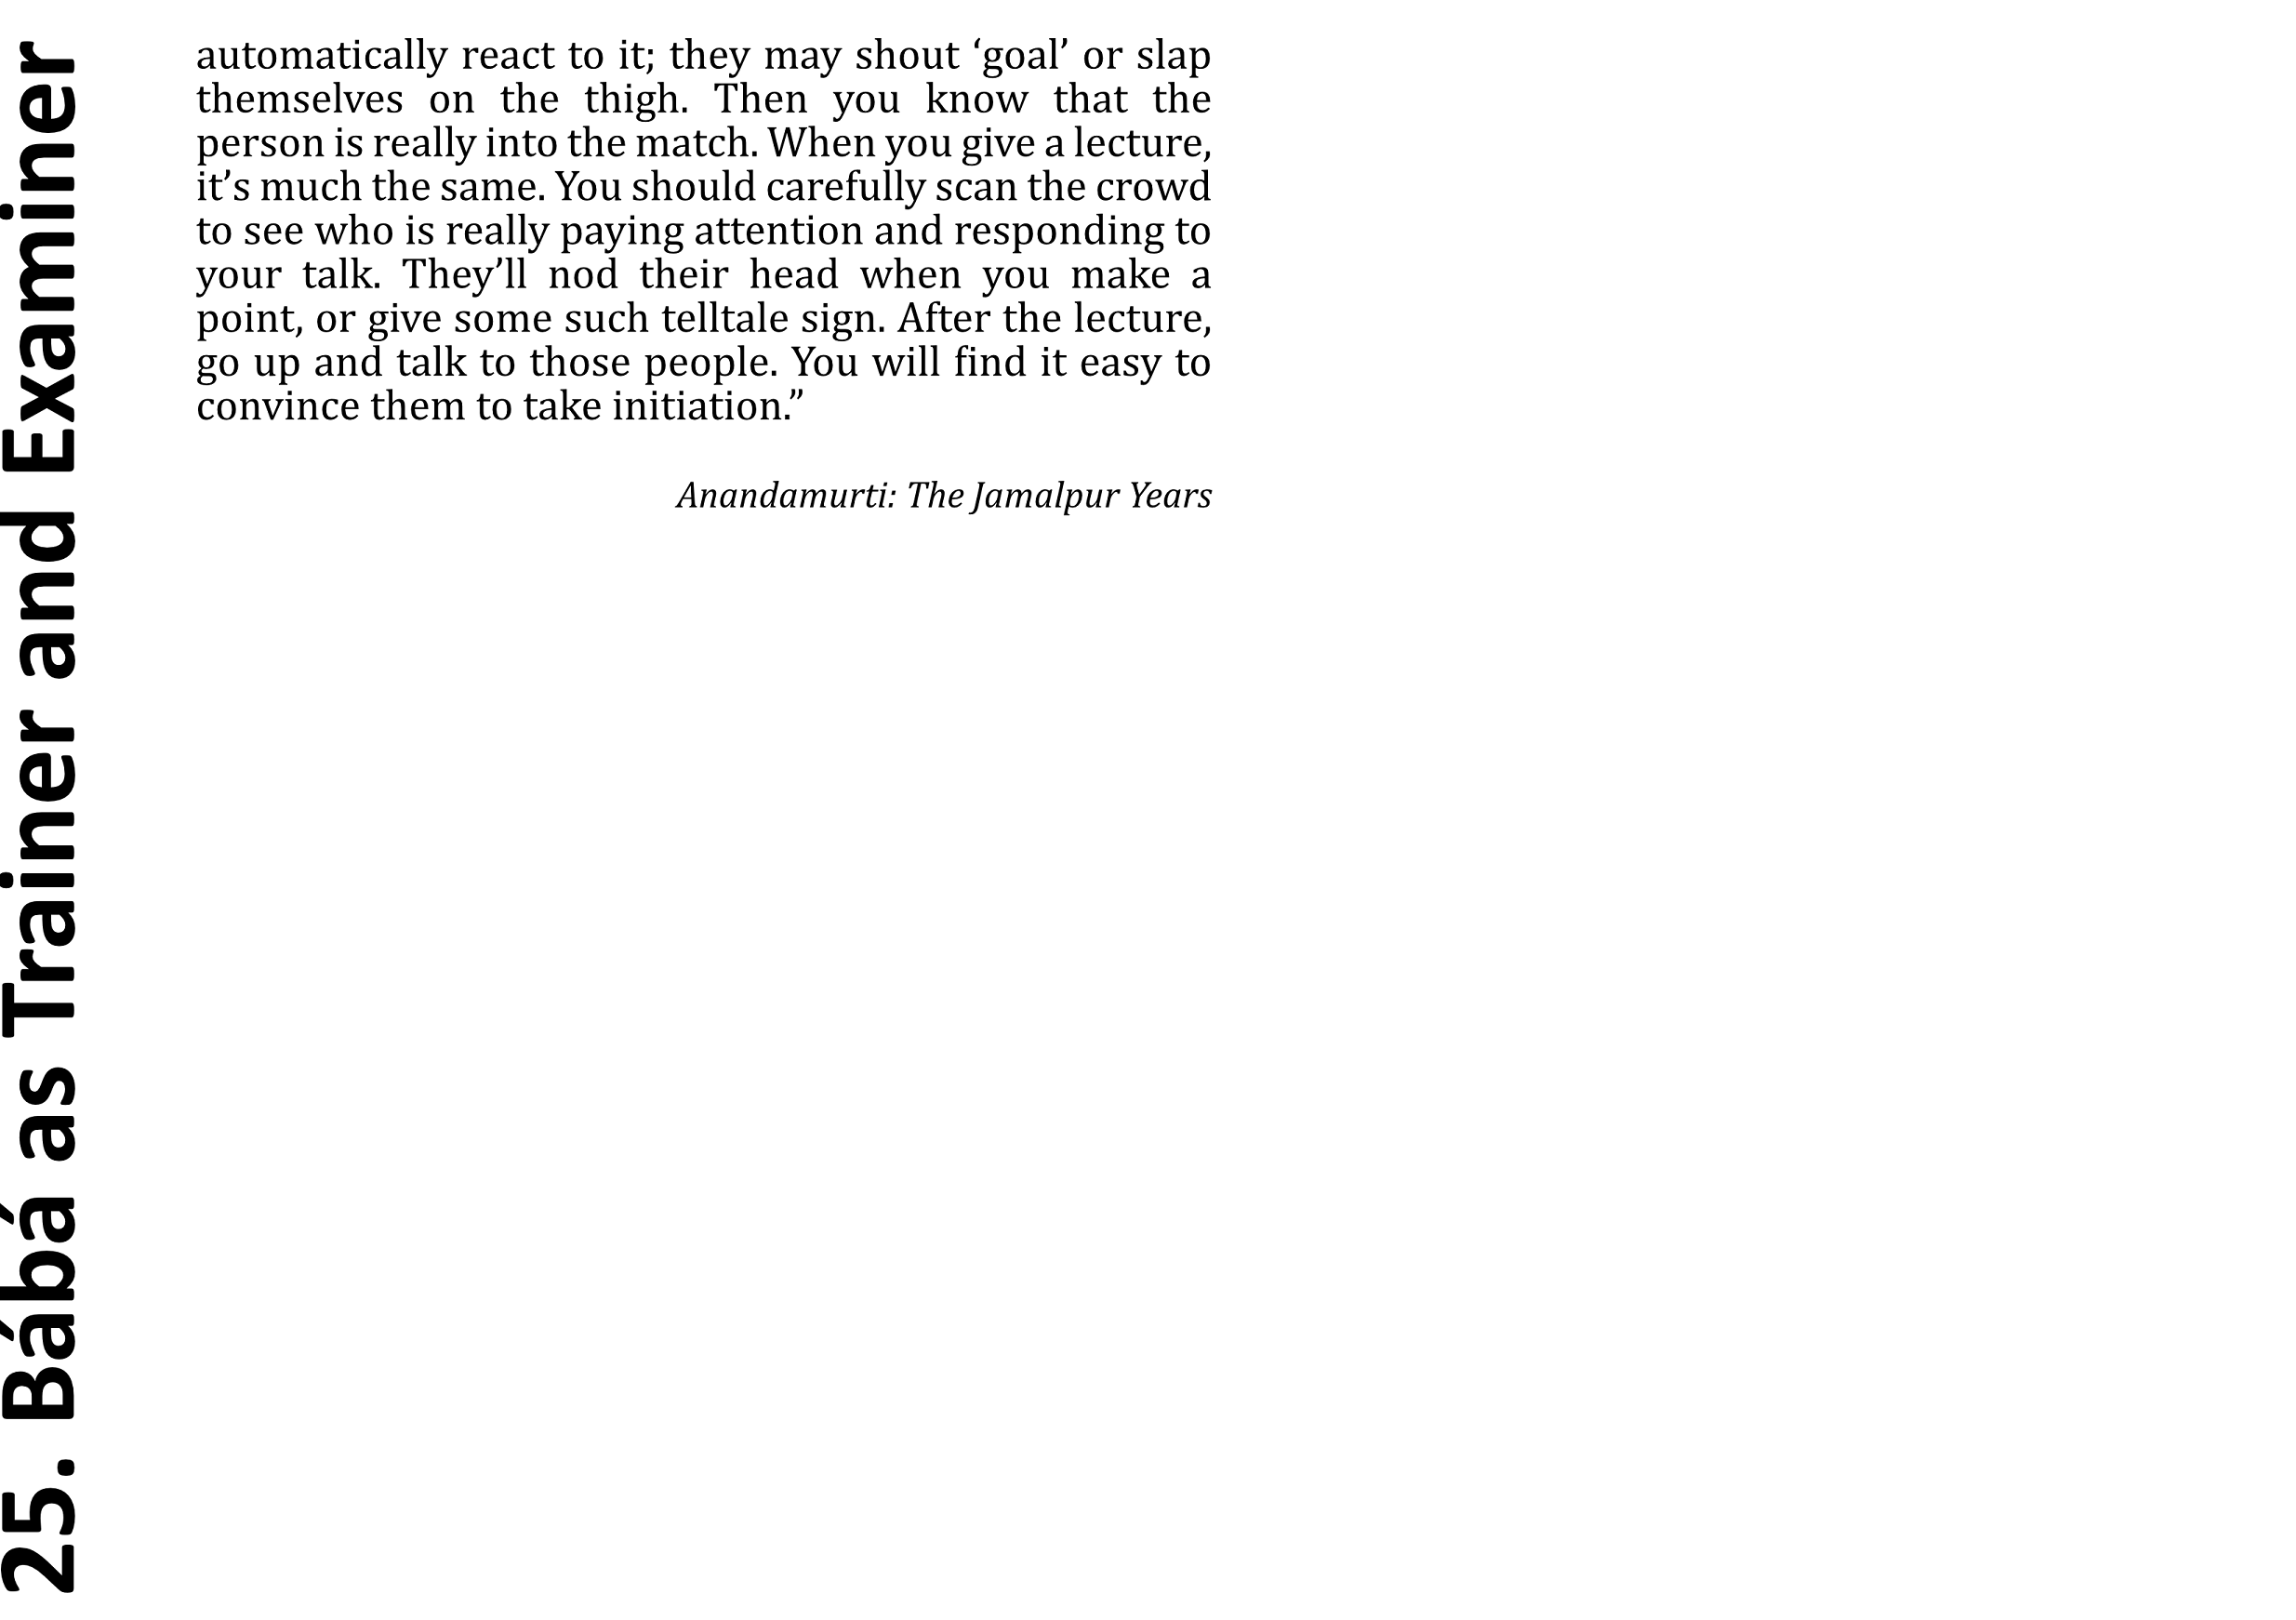 25. Bábá as Trainer and Examiner
automatically react to it; they may shout ‘goal’ or slap
themselves on the thigh. Then you know that the
person is really into the match. When you give a lecture,
it’s much the same. You should carefully scan the crowd
to see who is really paying attention and responding to
your talk. They’ll nod their head when you make a
point, or give some such telltale sign. After the lecture,
go up and talk to those people. You will find it easy to
convince them to take initiation.”
Anandamurti: The Jamalpur Years